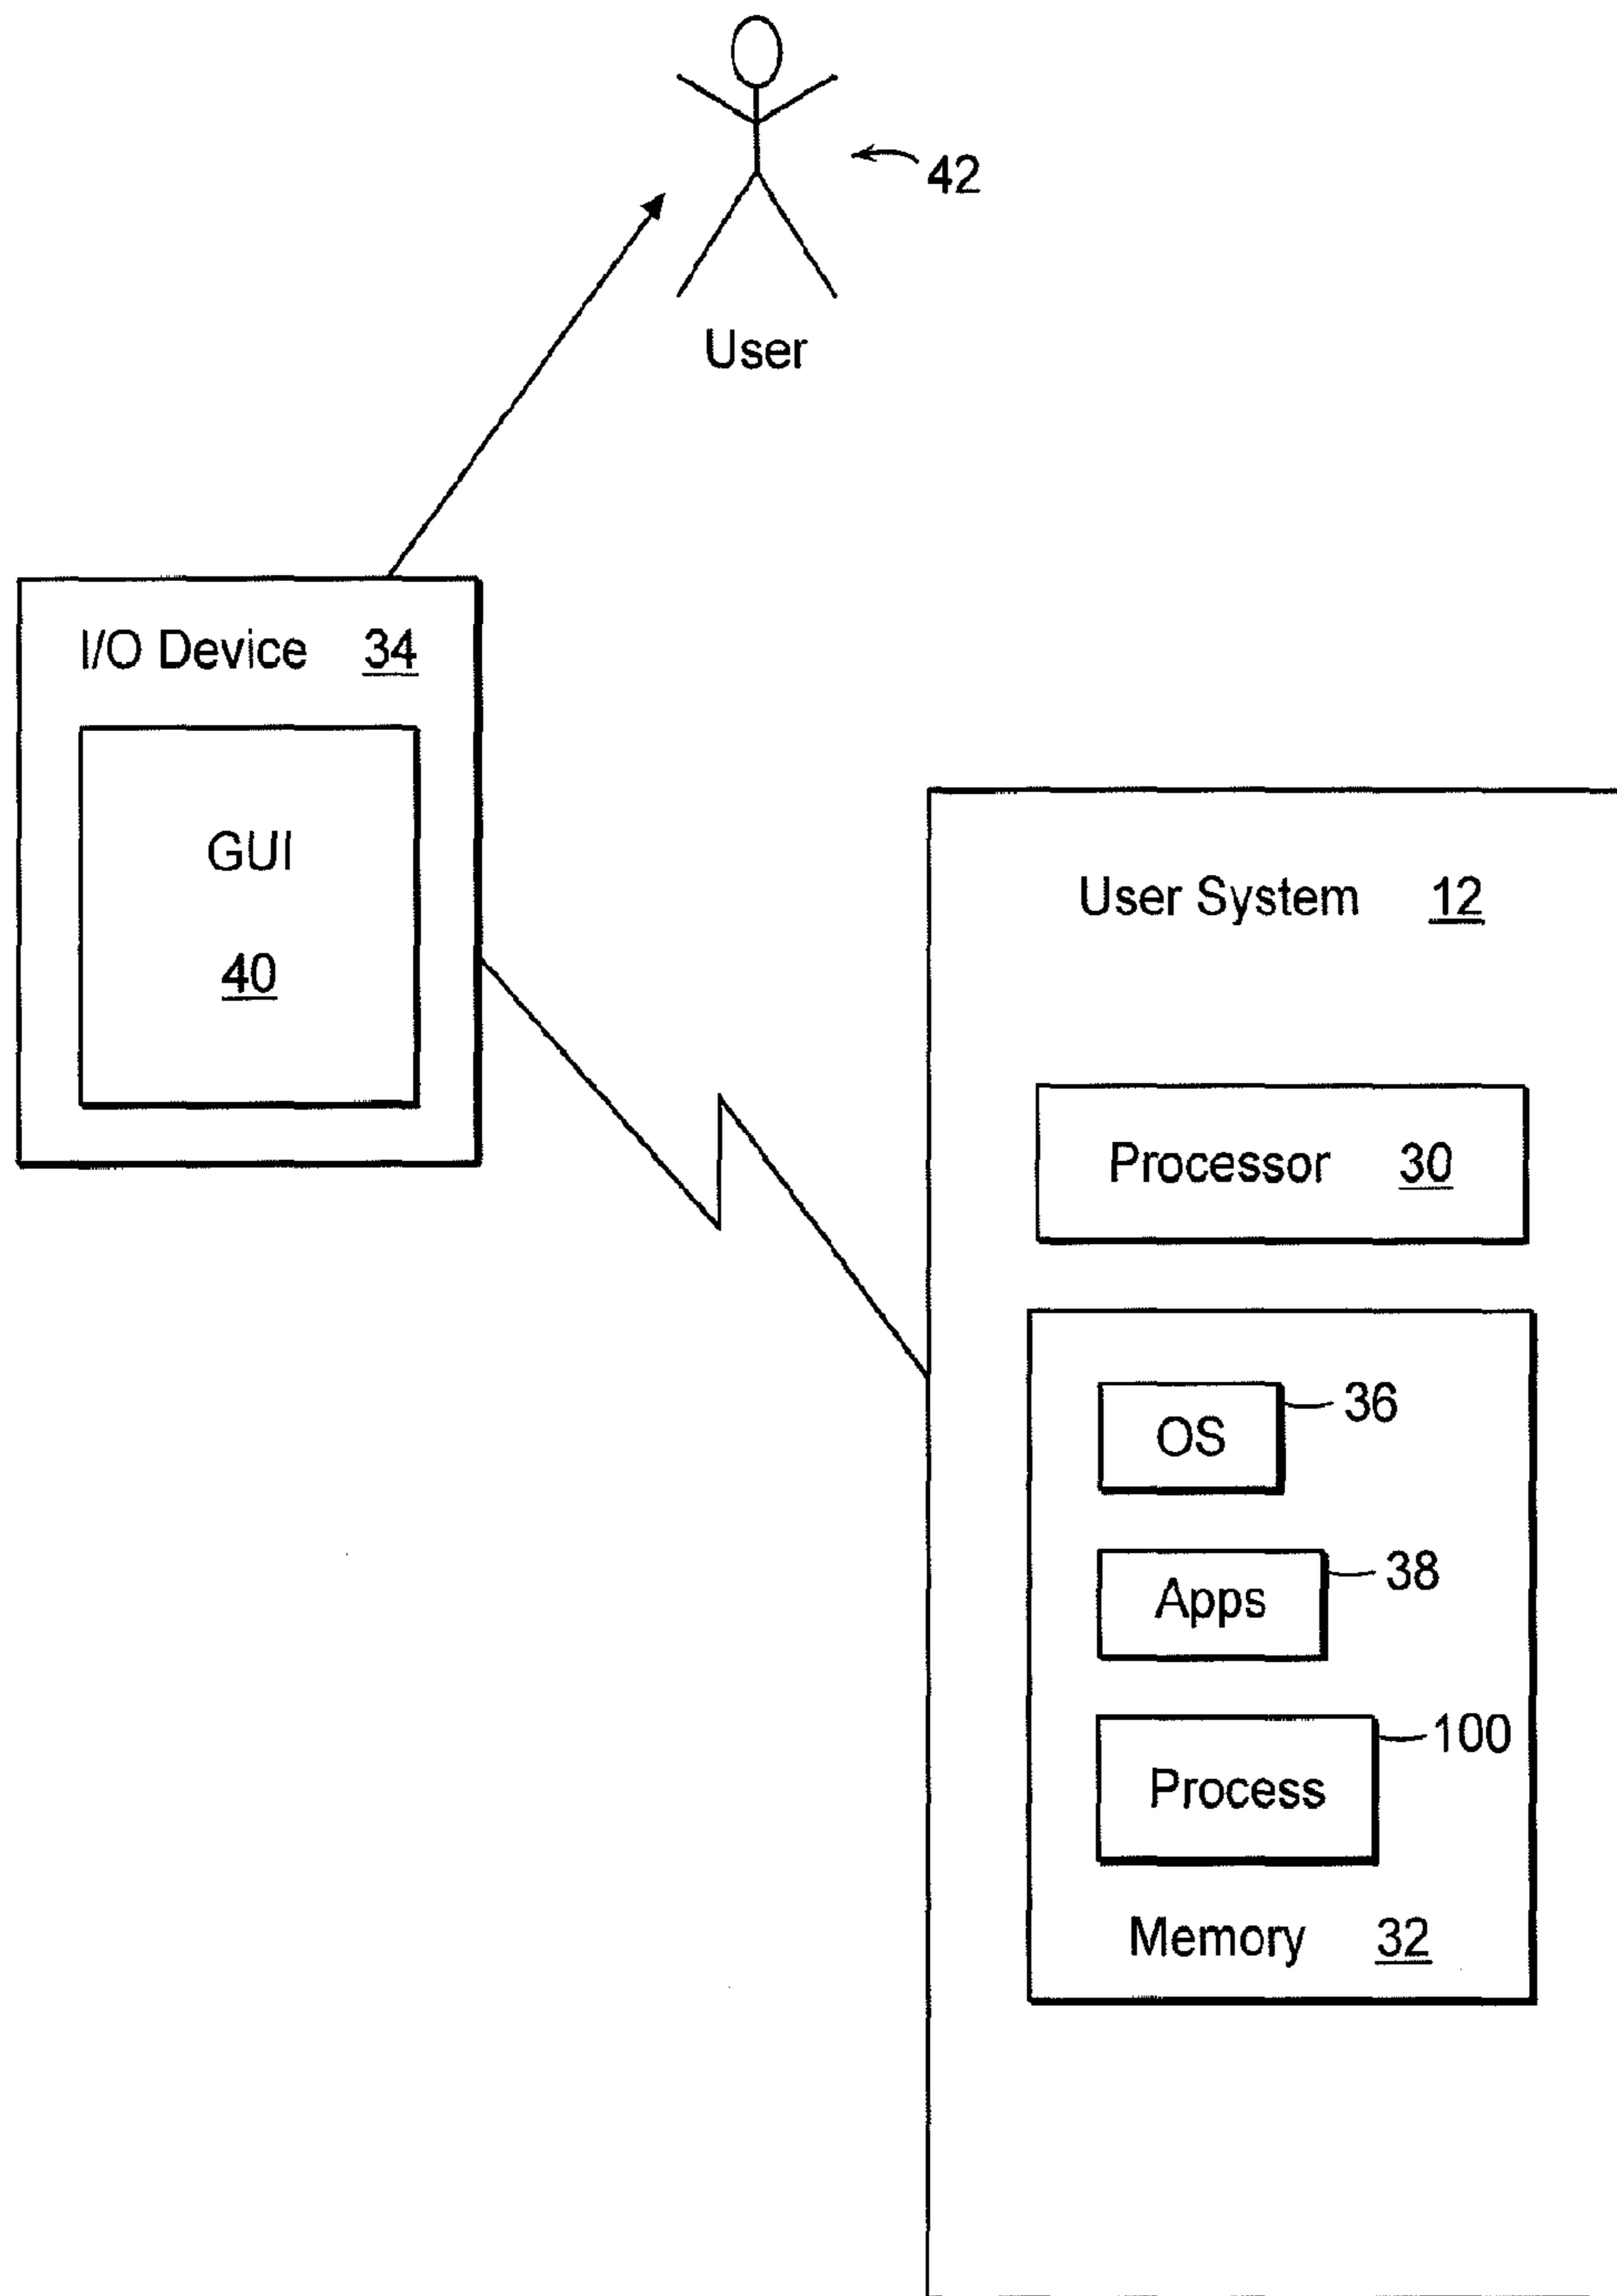 42
User
I/O Device 34
GUI
40
User System 12
Processor 30
OS
36
Apps
38
Process
100
Memory 32